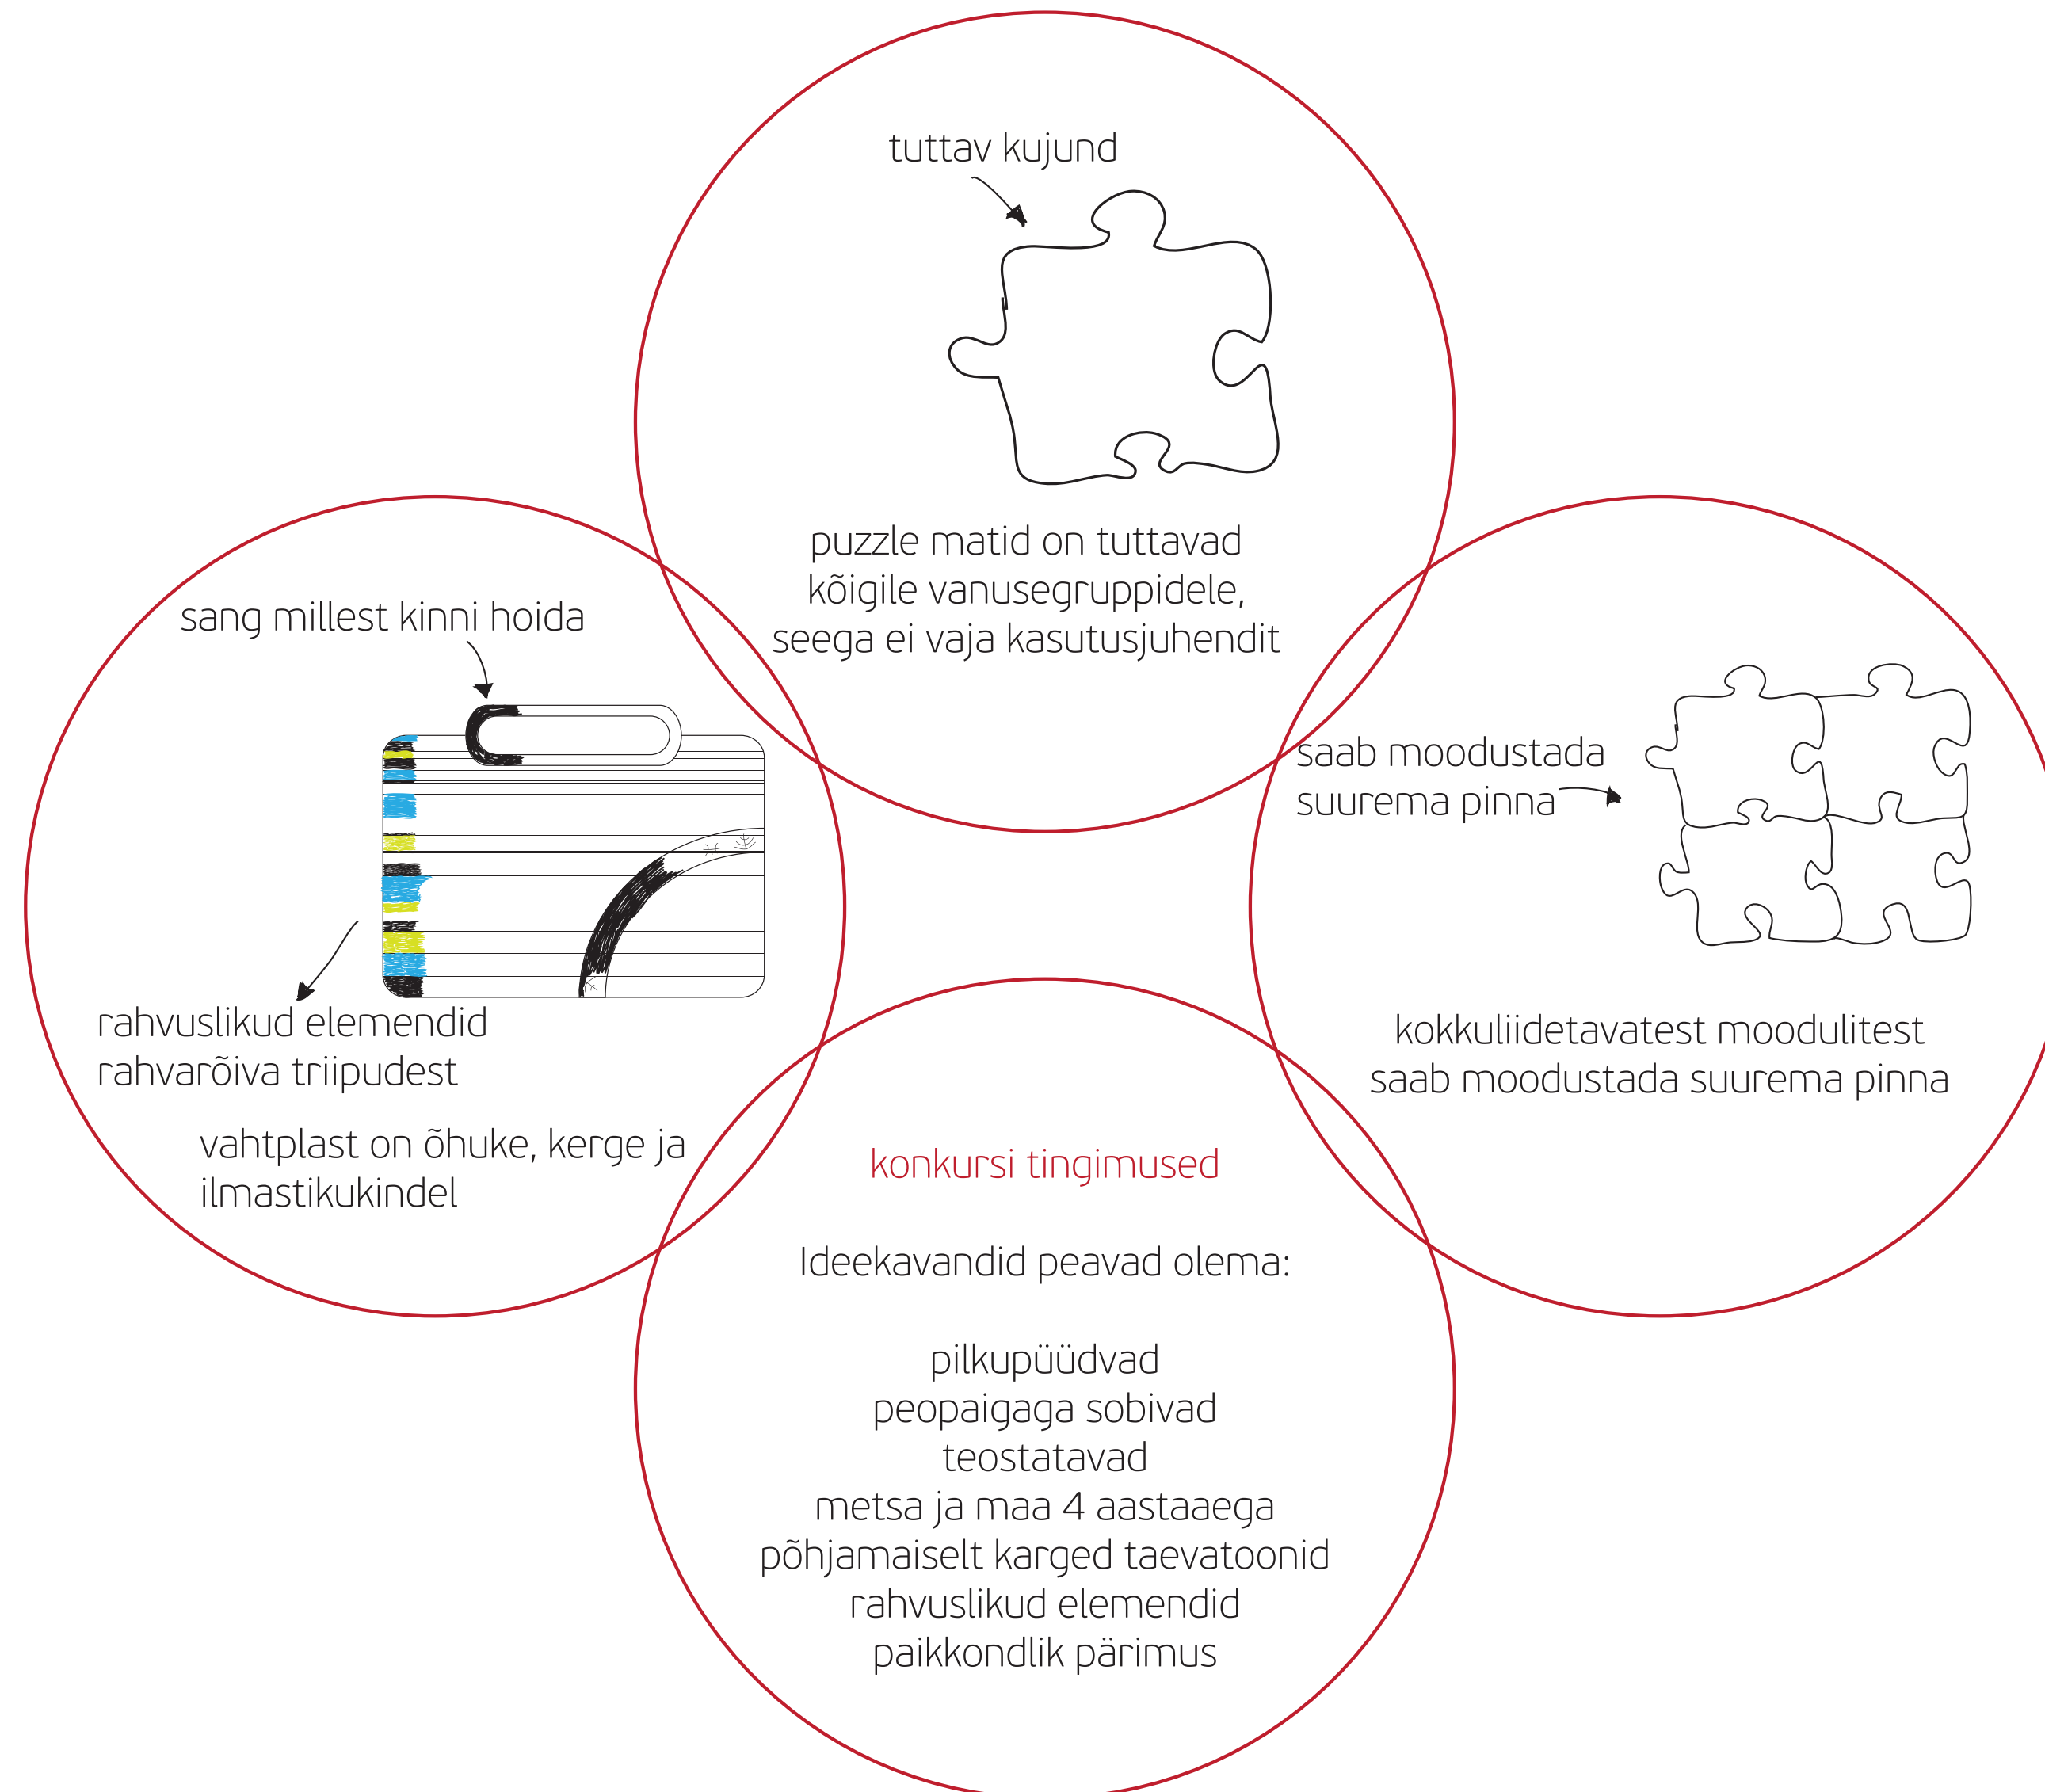 tuttav kujund
puzzle matid on tuttavad
kõigile vanusegruppidele,
seega ei vaja kasutusjuhendit
sang millest kinni hoida
rahvuslikud elemendid
rahvarõiva triipudest
vahtplast on õhuke, kerge ja
ilmastikukindel
saab moodustada
suurema pinna
kokkuliidetavatest moodulitest
saab moodustada suurema pinna
konkursi tingimused
Ideekavandid peavad olema:
pilkupüüdvad
peopaigaga sobivad
teostatavad
metsa ja maa 4 aastaaega
põhjamaiselt karged taevatoonid
rahvuslikud elemendid
paikkondlik pärimus